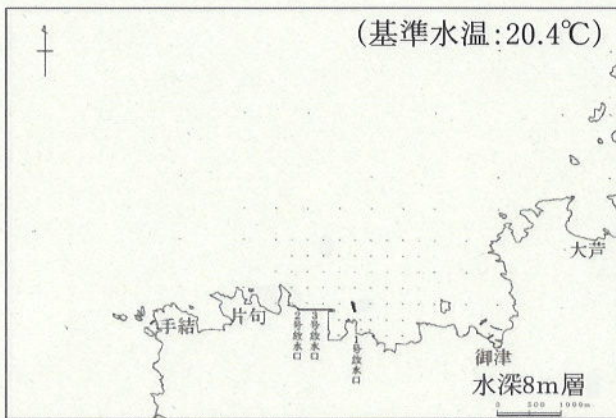 (基準水温:20.4℃)
大芦
手結
片句
2号放水口
3号放水口
1号放水口
御津
水深8m層
0 500 1000m